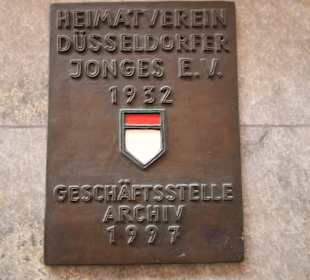 HEIMATVEREIN
DÜSSELDORFER
JONGES E.V.
1932
GESCHÄFTSSTELLE
ARCHIV
1997